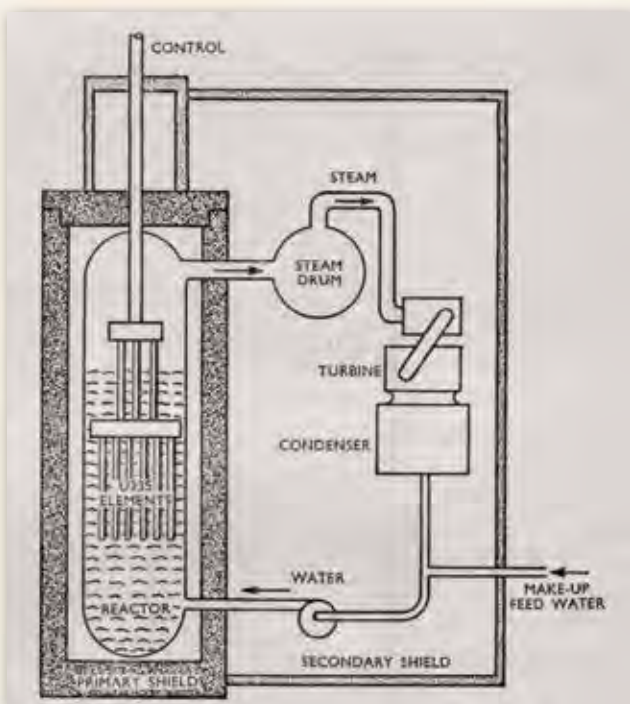 CONTROL
STEAM
STEAM
DRUM
TURBINE
CONDENSER
U235
ELEMENTS
WATER
REACTOR
MAKE-UP
FEED WATER
SECONDARY SHIELD
PRIMARY SHIELD